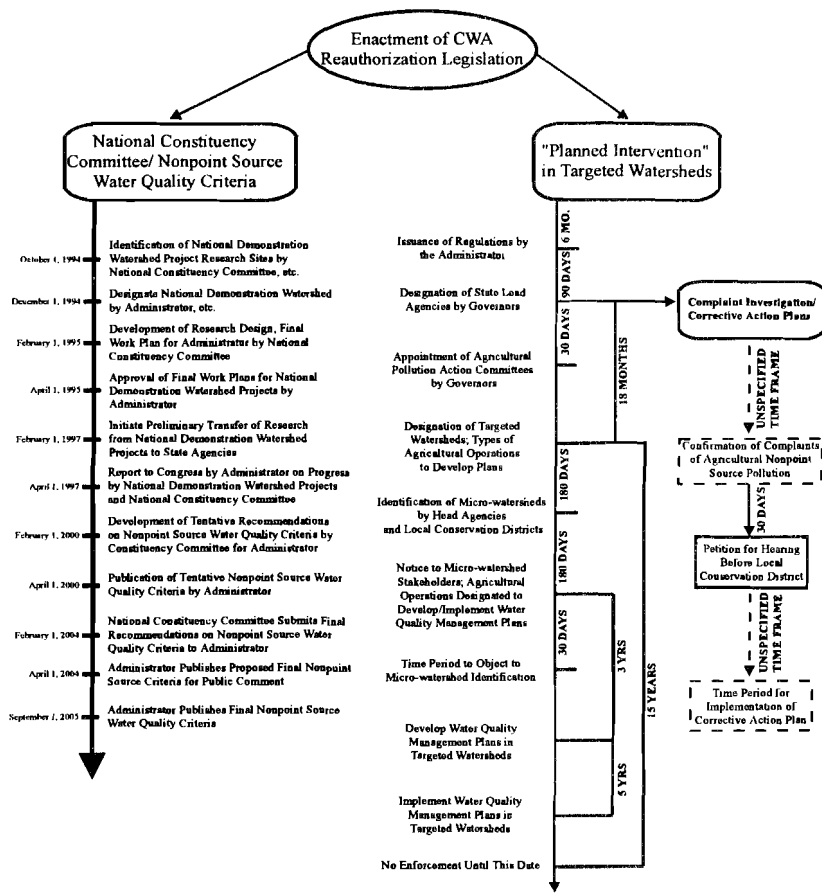 Enactment of CWA
Reauthorization Legislation
National Constituency
Committee/ Nonpoint Source
Water Quality Criteria
October 1, 1994
Identification of National Demonstration
Watershed Project Research Sites by
National Constituency Committee, etc.
December 1, 1994
Designate National Demonstration Watershed
by Administrator, etc.
February 1, 1995
Development of Research Design, Final
Work Plan for Administrator by National
Constituency Committee
April 1, 1995
Approval of Final Work Plans for National
Demonstration Watershed Projects by
Administrator
February 1, 1997
Initiate Preliminary Transfer of Research
from National Demonstration Watershed
Projects to State Agencies
April 1, 1997
Report to Congress by Administrator on Progress
by National Demonstration Watershed Projects
and National Constituency Committee
February 1, 2000
Development of Tentative Recommendations
on Nonpoint Source Water Quality Criteria by
Constituency Committee for Administrator
April 1, 2000
Publication of Tentative Nonpoint Source Water
Quality Criteria by Administrator
February 1, 2004
National Constituency Committee Submits Final
Recommendations on Nonpoint Source Water
Quality Criteria to Administrator
April 1, 2004
Administrator Publishes Proposed Final Nonpoint
Source Criteria for Public Comment
September 1, 2005
Administrator Publishes Final Nonpoint Source
Water Quality Criteria
"Planned Intervention"
in Targeted Watersheds
6 MO.
Issuance of Regulations by
the Administrator
90 DAYS
Designation of State Lead
Agencies by Governors
30 DAYS
Appointment of Agricultural
Pollution Action Committees
by Governors
18 MONTHS
Designation of Targeted
Watersheds; Types of
Agricultural Operations
to Develop Plans
180 DAYS
Identification of Micro-watersheds
by Head Agencies
and Local Conservation Districts
180 DAYS
Notice to Micro-watershed
Stakeholders; Agricultural
Operations Designated to
Develop/Implement Water
Quality Management Plans
30 DAYS
Time Period to Object to
Micro-watershed Identification
3 YRS
Develop Water Quality
Management Plans in
Targeted Watersheds
5 YRS
Implement Water Quality
Management Plans in
Targeted Watersheds
15 YEARS
No Enforcement Until This Date
Complaint Investigation/
Corrective Action Plans
UNSPECIFIED
TIME FRAME
Confirmation of Complaints
of Agricultural Nonpoint
Source Pollution
30 DAYS
Petition for Hearing
Before Local
Conservation District
UNSPECIFIED
TIME FRAME
Time Period for
Implementation of
Corrective Action Plan